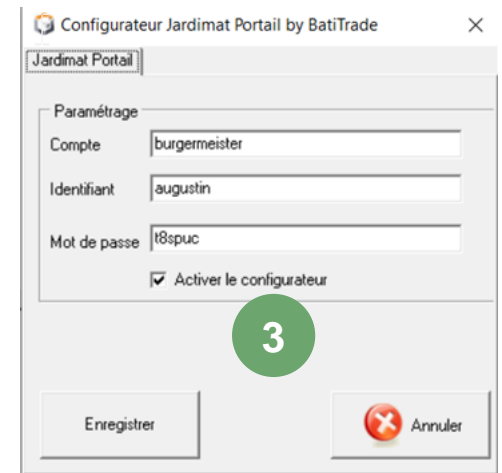 Configurateur Jardimat Portail by BatiTrade
Jardimat Portail
Paramétrage
Compte burgermeister
Identifiant augustin
Mot de passe t8spuc
Activer le configurateur
3
Enregistrer Annuler